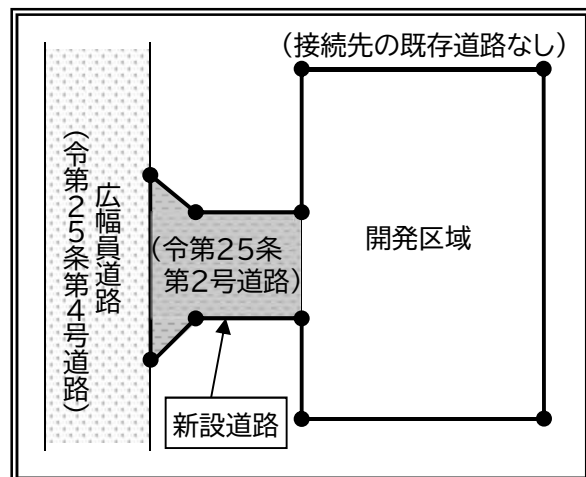 （接続先の既存道路なし）
広幅員道路
（令第２５条第４号道路）
（令第２５条
第２号道路）
開発区域
新設道路